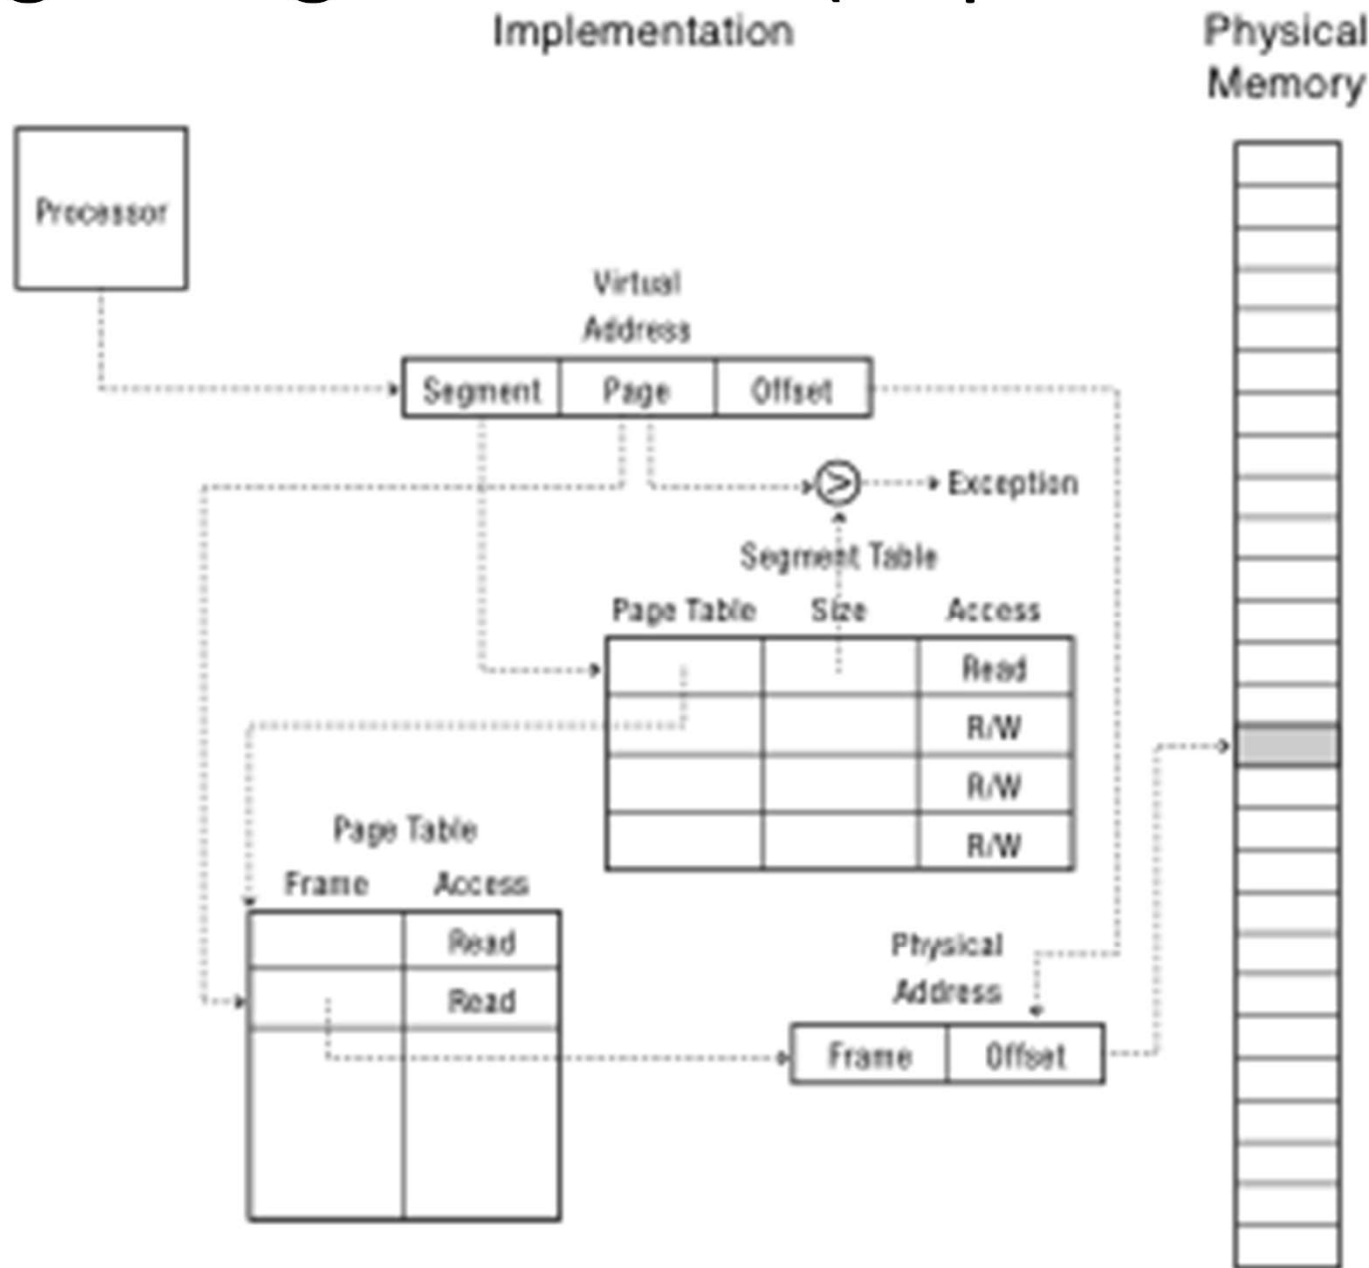 Implementation
Physical
Memory
Processor
Virtual
Address
Segment Page Offset
> Exception
Segment Table
Page Table Size Access
Read
R/W
R/W
R/W
Page Table
Frame Access
Read
Read
Physical
Address
Frame Offset